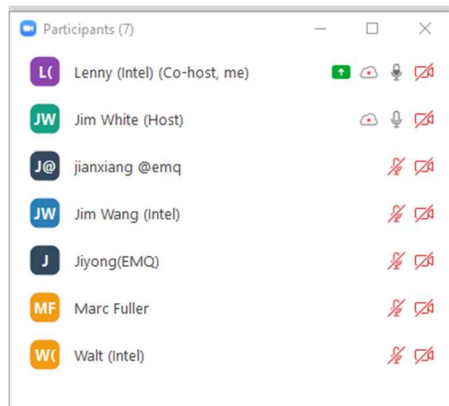 Participants (7)
L( Lenny (Intel) (Co-host, me)
JW Jim White (Host)
J@ jianxiang @emq
JW Jim Wang (Intel)
J Jiyong(EMQ)
MF Marc Fuller
W( Walt (Intel)